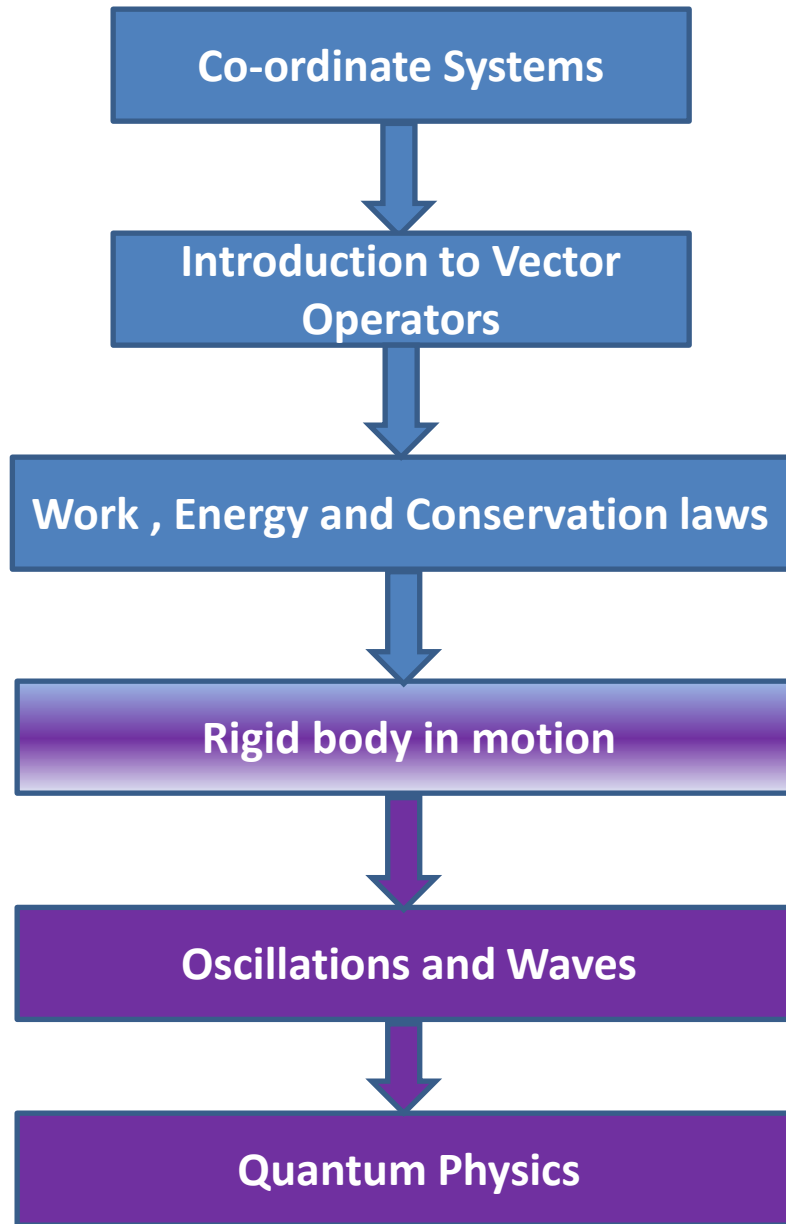 Co-ordinate Systems
Introduction to Vector
Operators
Work , Energy and Conservation laws
Rigid body in motion
Oscillations and Waves
Quantum Physics